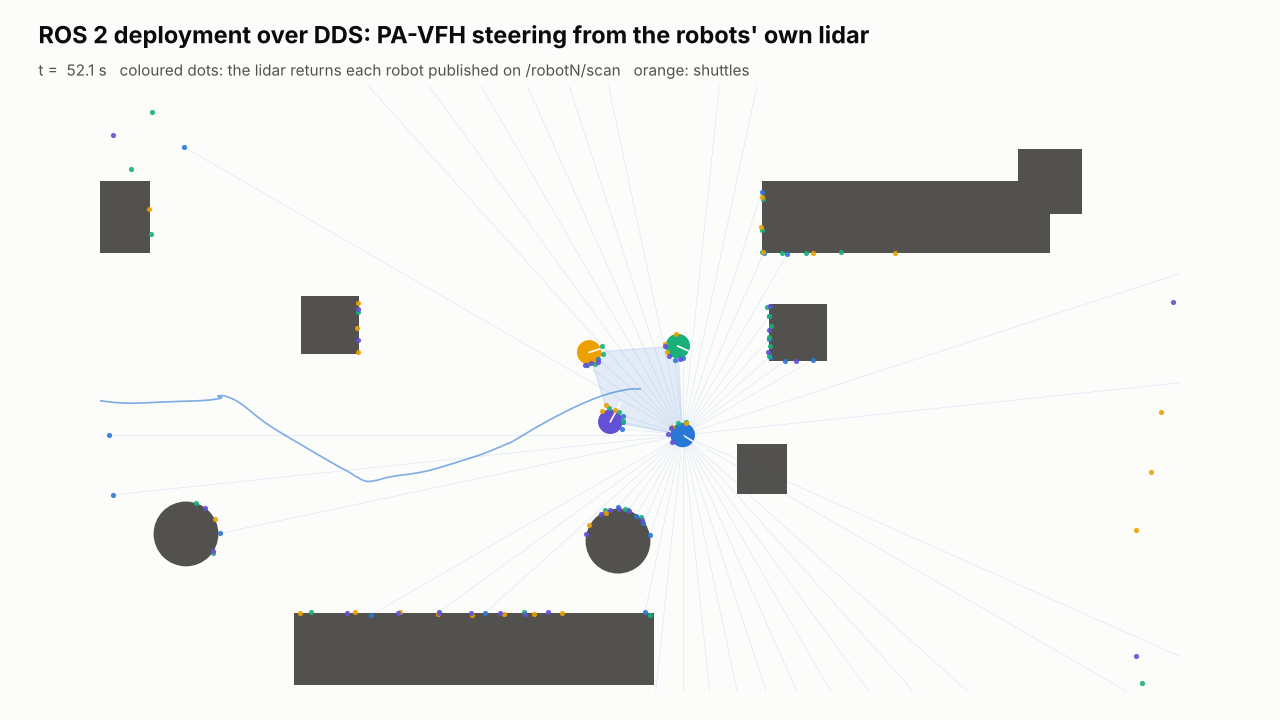 ROS 2 deployment over DDS: PA-VFH steering from the robots' own lidar
t = 52.1 s coloured dots: the lidar returns each robot published on /robotN/scan orange: shuttles